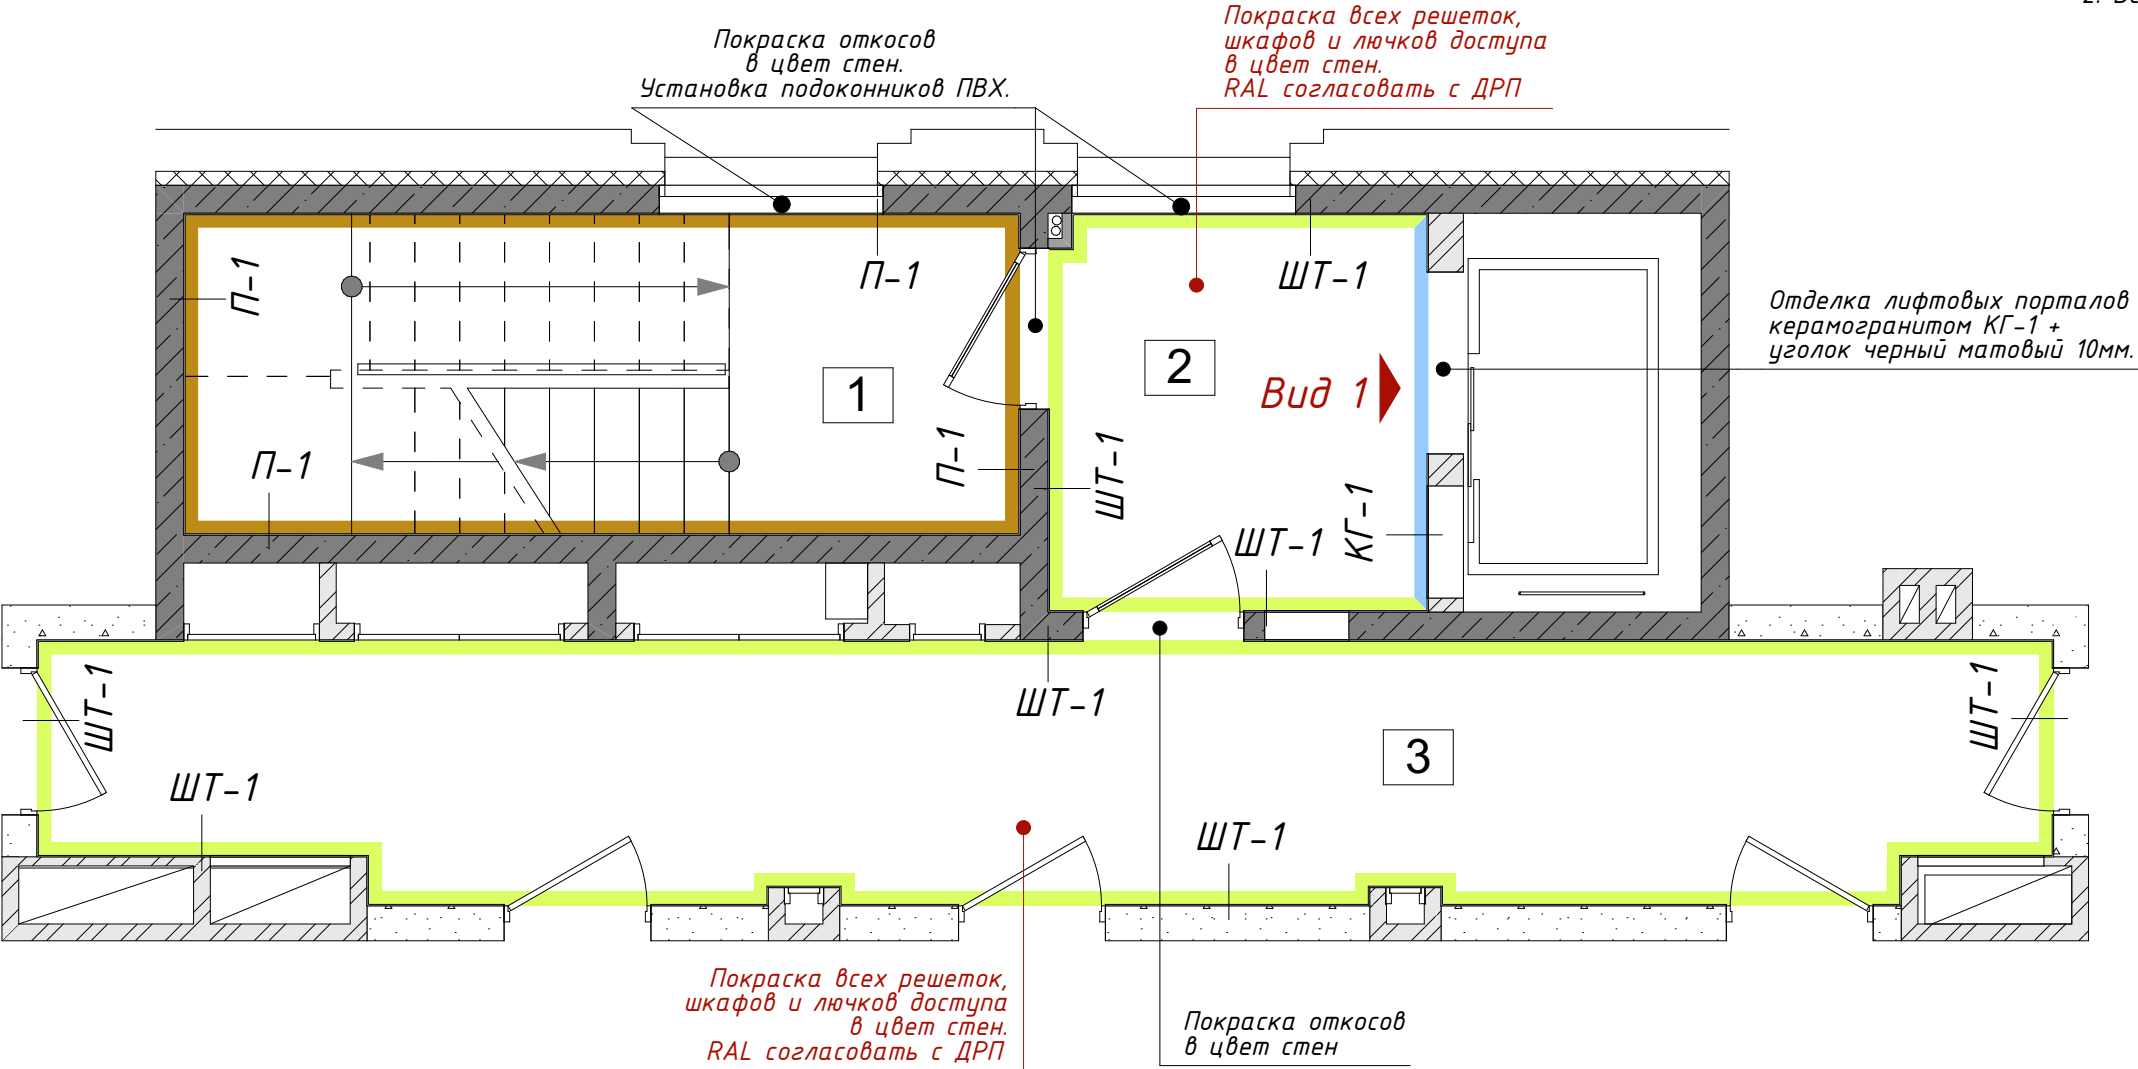 Покраска откосов
в цвет стен.
Установка подоконников ПВХ.
Покраска всех решеток,
шкафов и лючков доступа
в цвет стен.
RAL согласовать с ДРП
П-1
П-1
ШТ-1
Отделка лифтовых порталов
керамогранитом КГ-1 +
уголок черный матовый 10мм.
1
2
Вид 1
П-1
П-1
ШТ-1
ШТ-1
КГ-1
ШТ-1
ШТ-1
ШТ-1
3
ШТ-1
ШТ-1
Покраска всех решеток,
шкафов и лючков доступа
в цвет стен.
RAL согласовать с ДРП
Покраска откосов
в цвет стен